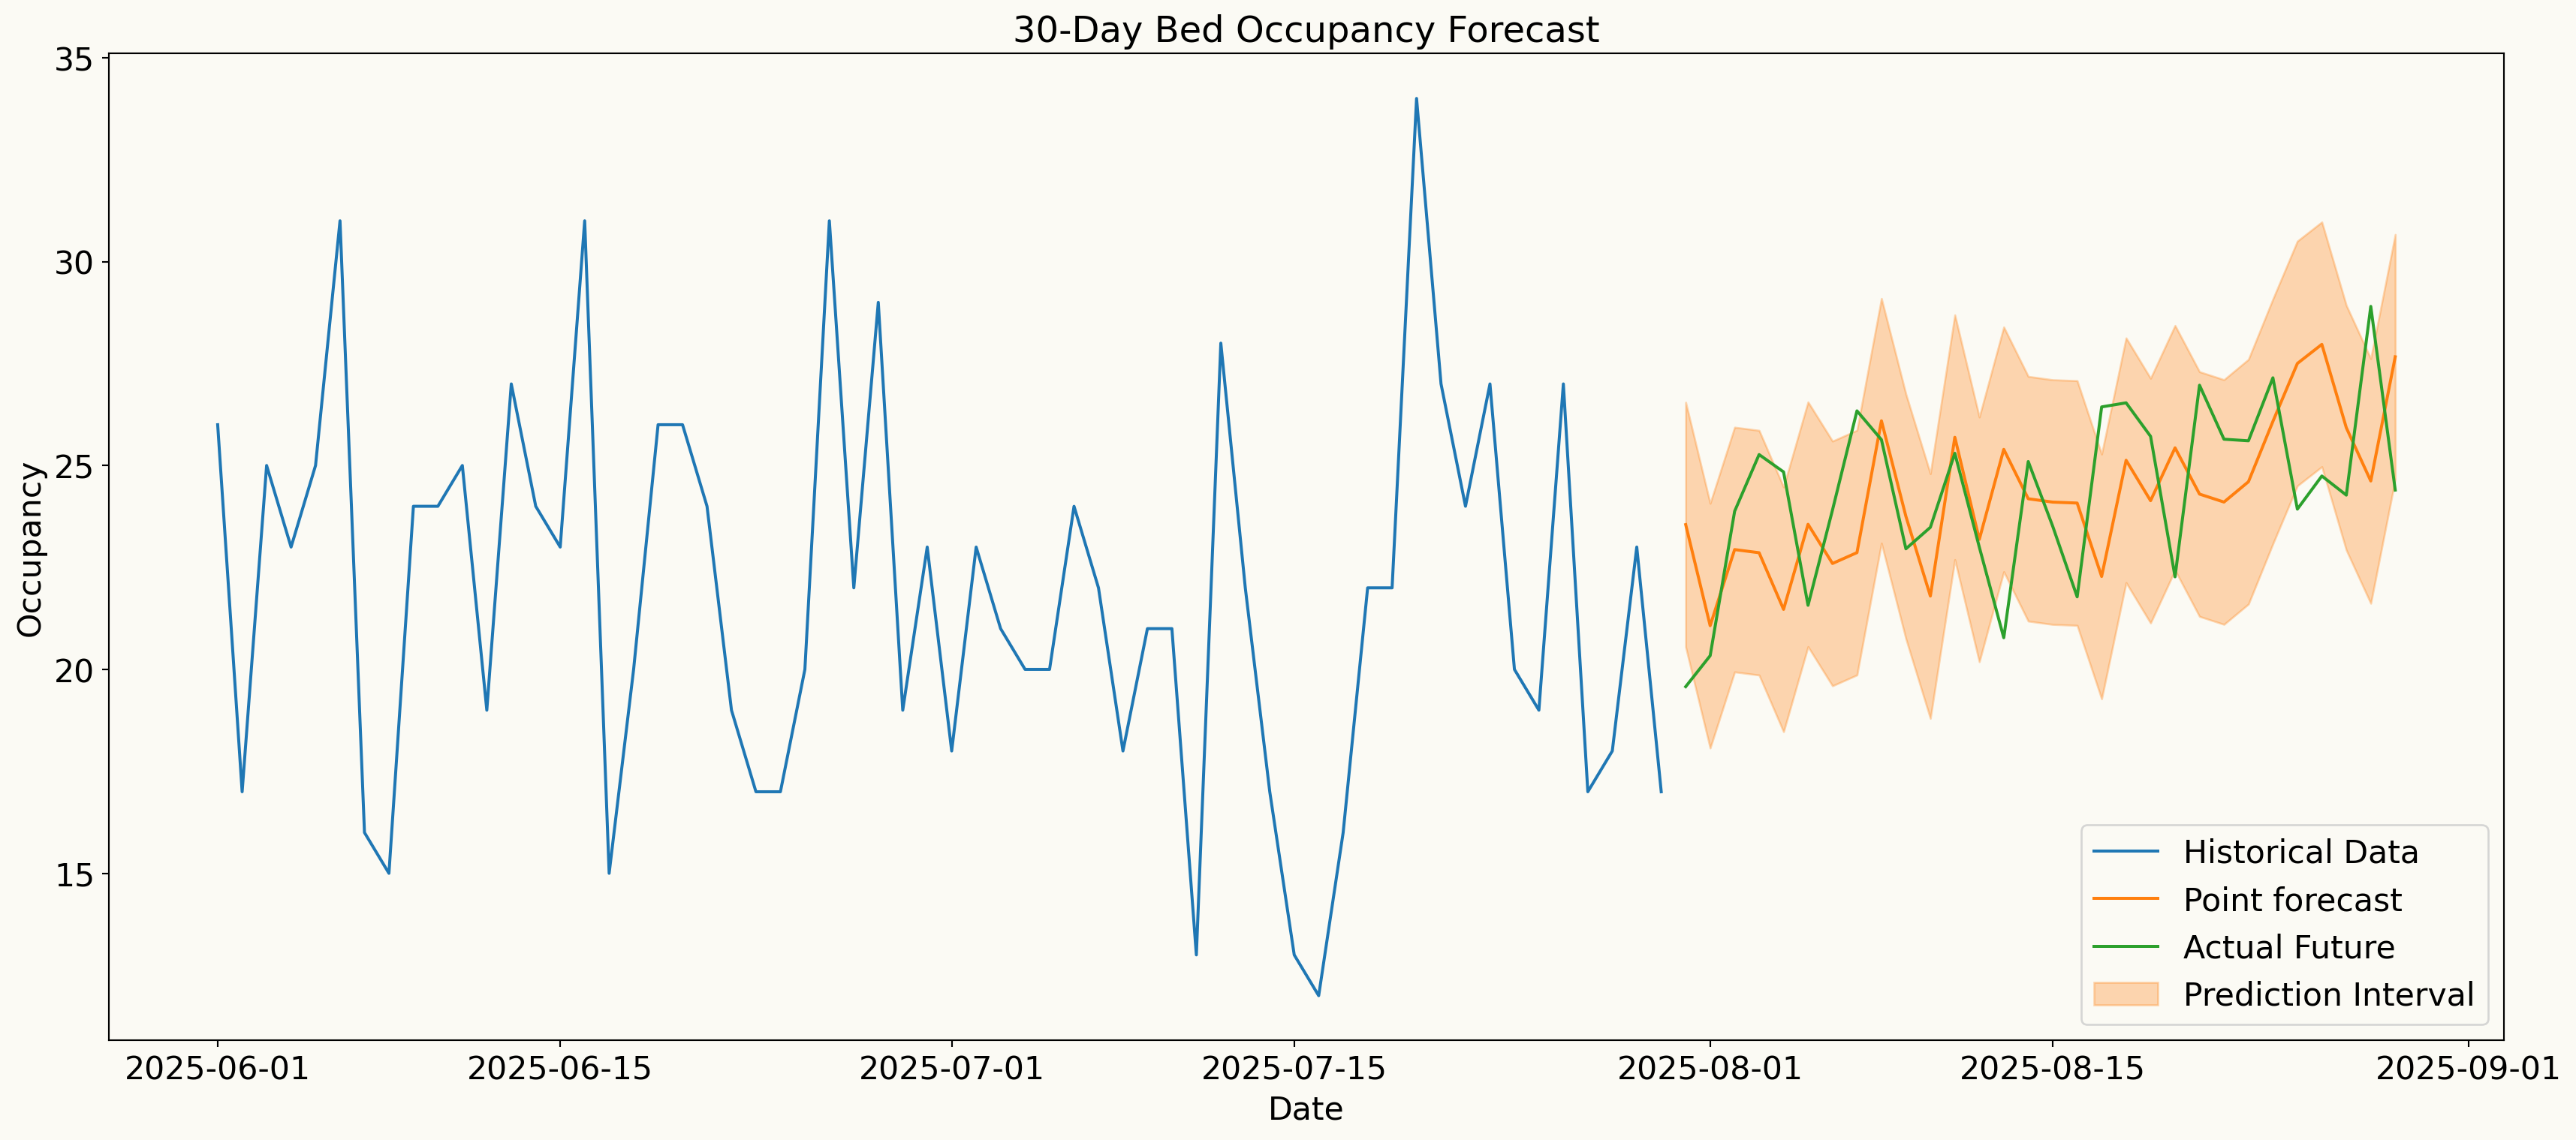 30-Day Bed Occupancy Forecast
35
30
25
20
15
Occupancy
2025-06-01
2025-06-15
2025-07-01
2025-07-15
2025-08-01
2025-08-15
2025-09-01
Date
Historical Data
Point forecast
Actual Future
Prediction Interval